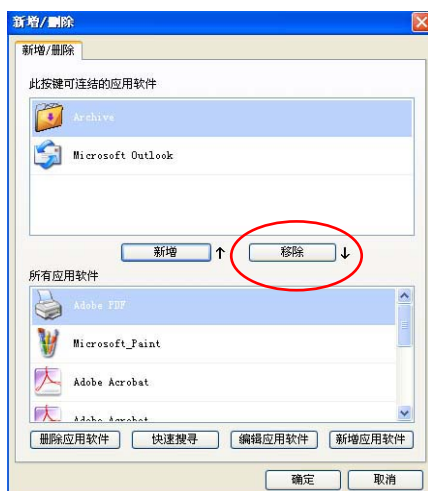 新增/删除
新增/删除
此按键可连结的应用软件
Archive
Microsoft Outlook
新增 ↑ 移除 ↓
所有应用软件
Adobe PDF
Microsoft_Paint
Adobe Acrobat
Adobe Acrobat
删除应用软件 快速搜寻 编辑应用软件 新增应用软件
确定 取消